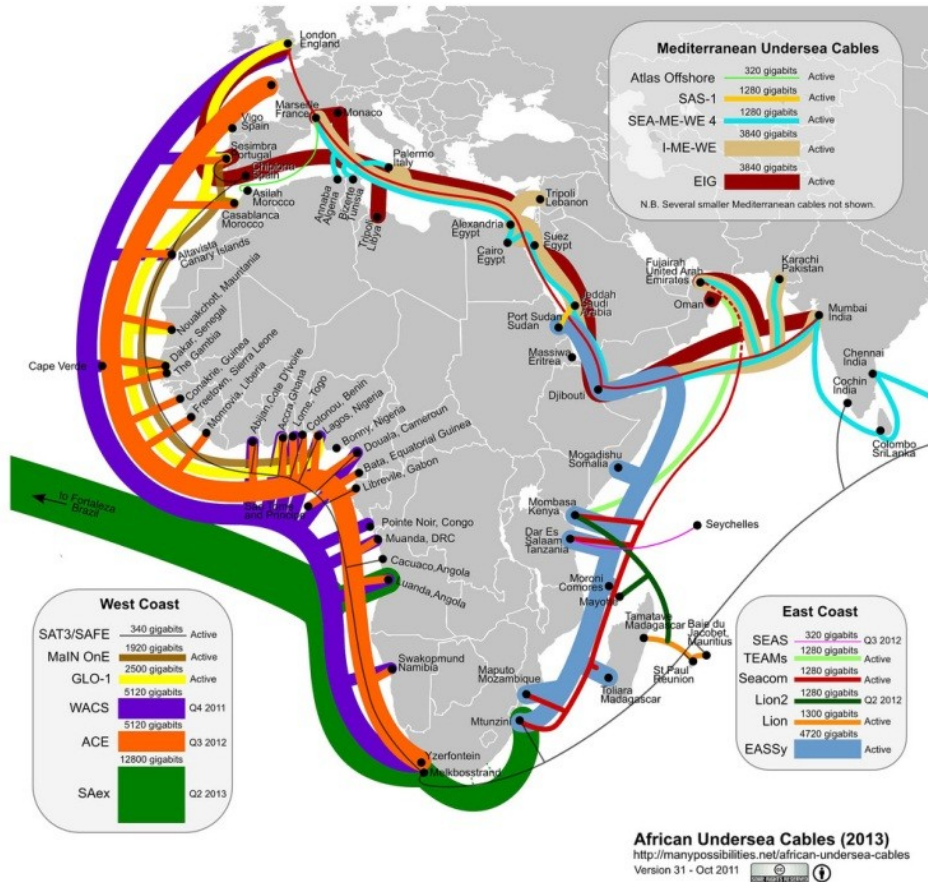 London
England
Mediterranean Undersea Cables
320 gigabits
Atlas Offshore
Active
1280 gigabits
SAS-1
Active
1280 gigabits
SEA-ME-WE 4
Active
3840 gigabits
I-ME-WE
Active
3840 gigabits
EIG
Active
N.B. Several smaller Mediterranean cables not shown.
Marseille
France
Monaco
Vigo
Spain
Sesimbra
Portugal
Chipiona
Spain
Palermo
Italy
Asilah
Morocco
Annaba
Algeria
Bizerte
Tunisia
Casablanca
Morocco
Tripoli
Libya
Tripoli
Lebanon
Alexandria
Egypt
Cairo
Egypt
Suez
Egypt
Altavista
Canary Islands
Fujairah
United Arab
Emirates
Karachi
Pakistan
Oman
Jeddah
Saudi
Arabia
Port Sudan
Sudan
Mumbai
India
Nouakchott, Mauritania
Massiwa
Eritrea
Chennai
India
Cape Verde
Dakar, Senegal
The Gambia
Djibouti
Cochin
India
Conakrie, Guinea
Freetown, Sierra Leone
Monrovia, Liberia
Abjian,Cote D'Ivoire
Accra,Ghana
Lome, Togo
Cotonou, Benin
Lagos, Nigeria
Bonny, Nigeria
Douala, Cameroun
Bata, Equatorial Guinea
Librevile, Gabon
Colombo
SriLanka
Mogadishu
Somalia
to Fortaleza
Brazil
and Principe
Mombasa
Kenya
Pointe Noir, Congo
Muanda, DRC
Dar Es
Salaam
Tanzania
Seychelles
Cacuaco,Angola
Luanda,Angola
Moroni
Comores
Mayotte
Tamatave
Madagascar
Baie du
Jacobet,
Mauritius
St Paul
Reunion
West Coast
340 gigabits
SAT3/SAFE
Active
1920 gigabits
MaIN OnE
Active
2500 gigabits
GLO-1
Active
5120 gigabits
WACS
Q4 2011
5120 gigabits
ACE
Q3 2012
12800 gigabits
SAex
Q2 2013
East Coast
320 gigabits
SEAS
Q3 2012
1280 gigabits
TEAMs
Active
1280 gigabits
Seacom
Active
1280 gigabits
Lion2
Q2 2012
1300 gigabits
Lion
Active
4720 gigabits
EASSy
Active
Swakopmund
Namibia
Maputo
Mozambique
Toliara
Madagascar
Mtunzini
Yzerfontein
Melkbosstrand
African Undersea Cables (2013)
http://manypossibilities.net/african-undersea-cables
Version 31 - Oct 2011
cc
SOME RIGHTS RESERVED